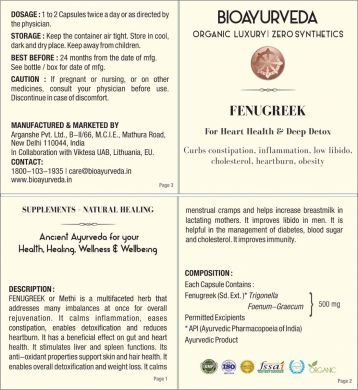 DOSAGE : 1 to 2 Capsules twice a day or as directed by
the physician.
STORAGE : Keep the container air tight. Store in cool,
dark and dry place. Keep away from children.
BEST BEFORE : 24 months from the date of mfg.
See bottle / box for date of mfg.
CAUTION : If pregnant or nursing, or on other
medicines, consult your physician before use.
Discontinue in case of discomfort.
MANUFACTURED & MARKETED BY
Arganshe Pvt. Ltd., B-II/66, M.C.I.E., Mathura Road,
New Delhi 110044, India
In Collaboration with Viktesa UAB, Lithuania, EU.
CONTACT:
1800-103-1935 | care@bioayurveda.in
www.bioayurveda.in
Page 3
BIOAYURVEDA
ORGANIC LUXURY | ZERO SYNTHETICS
FENUGREEK
For Heart Health & Deep Detox
Curbs constipation, inflammation, low libido,
cholesterol, heartburn, obesity
SUPPLEMENTS - NATURAL HEALING
Ancient Ayurveda for your
Health, Healing, Wellness & Wellbeing
DESCRIPTION :
FENUGREEK or Methi is a multifaceted herb that
addresses many imbalances at once for overall
rejuvenation. It calms inflammation, eases
constipation, enables detoxification and reduces
heartburn. It has a beneficial effect on gut and heart
health. It stimulates liver and spleen functions. Its
anti-oxidant properties support skin and hair health. It
enables overall detoxification and weight loss. It calms
Page 1
menstrual cramps and helps increase breastmilk in
lactating mothers. It improves libido in men. It is
helpful in the management of diabetes, blood sugar
and cholesterol. It improves immunity.
COMPOSITION :
Each Capsule Contains :
Fenugreek (Sd. Ext.) * Trigonella
Foenum-Graecum } 500 mg
Permitted Excipients
* API (Ayurvedic Pharmacopoeia of India)
Ayurvedic Product
GMP
ISO
fssai
ORGANIC
Page 2